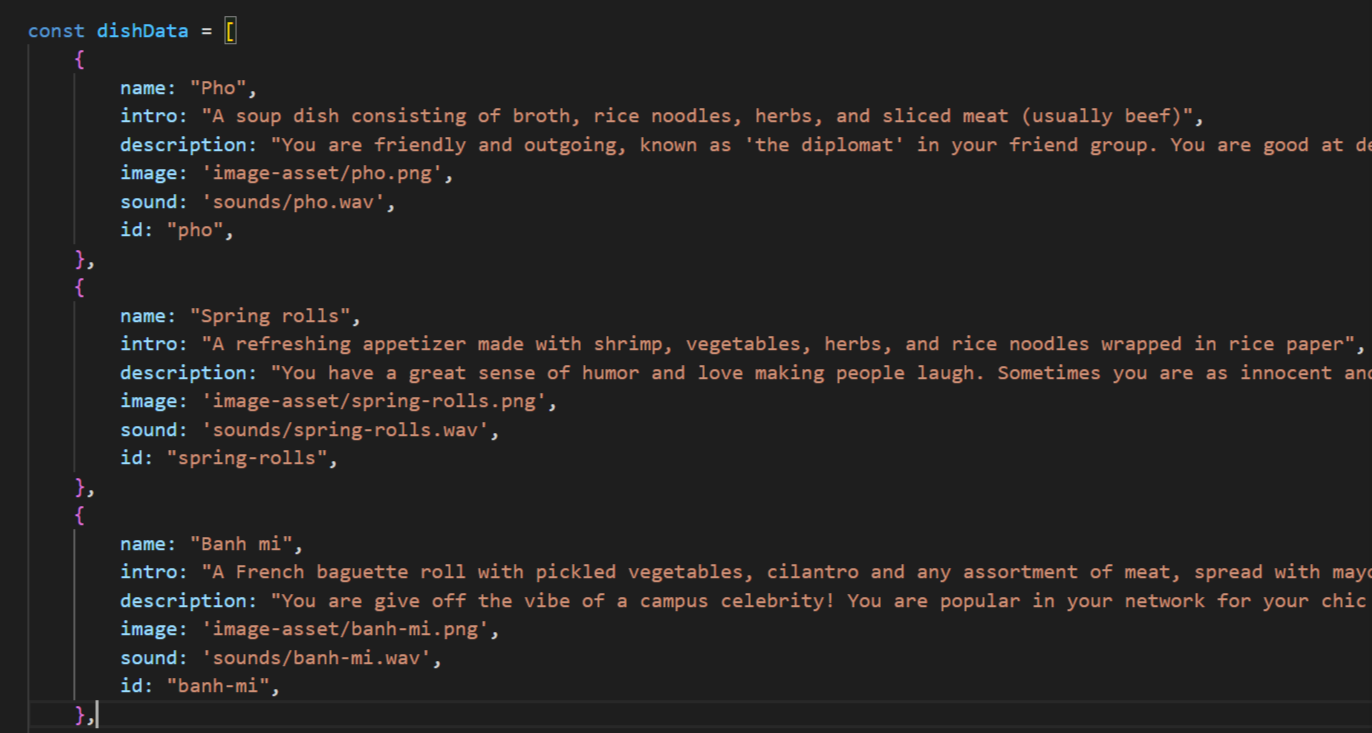 const dishData = [
{
name: "Pho",
intro: "A soup dish consisting of broth, rice noodles, herbs, and sliced meat (usually beef)",
description: "You are friendly and outgoing, known as 'the diplomat' in your friend group. You are good at de
image: 'image-asset/pho.png',
sound: 'sounds/pho.wav',
id: "pho",
},
{
name: "Spring rolls",
intro: "A refreshing appetizer made with shrimp, vegetables, herbs, and rice noodles wrapped in rice paper",
description: "You have a great sense of humor and love making people laugh. Sometimes you are as innocent and
image: 'image-asset/spring-rolls.png',
sound: 'sounds/spring-rolls.wav',
id: "spring-rolls",
},
{
name: "Banh mi",
intro: "A French baguette roll with pickled vegetables, cilantro and any assortment of meat, spread with mayo
description: "You are give off the vibe of a campus celebrity! You are popular in your network for your chic
image: 'image-asset/banh-mi.png',
sound: 'sounds/banh-mi.wav',
id: "banh-mi",
},